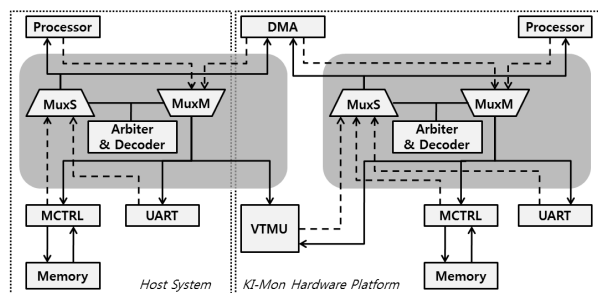 Processor
DMA
Processor
MuxS
MuxM
MuxS
MuxM
Arbiter
& Decoder
Arbiter
& Decoder
MCTRL
UART
VTMU
MCTRL
UART
Memory
Host System
KI-Mon Hardware Platform
Memory